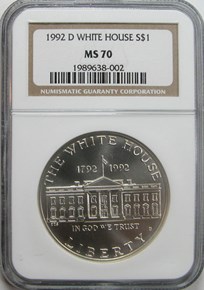 1992 D WHITE HOUSE S$1
MS 70
1989638-002
NUMISMATIC GUARANTY CORPORATION
THE WHITE HOUSE
1792 1992
IN GOD WE TRUST
LIBERTY